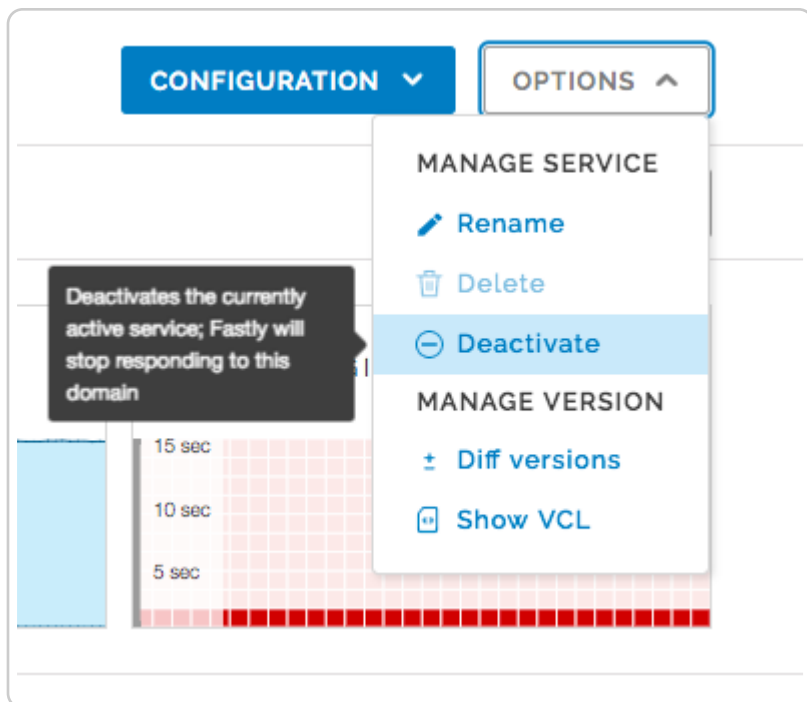 CONFIGURATION
OPTIONS
MANAGE SERVICE
Rename
Delete
Deactivate
Deactivates the currently
active service; Fastly will
stop responding to this
domain
MANAGE VERSION
Diff versions
Show VCL
15 sec
10 sec
5 sec